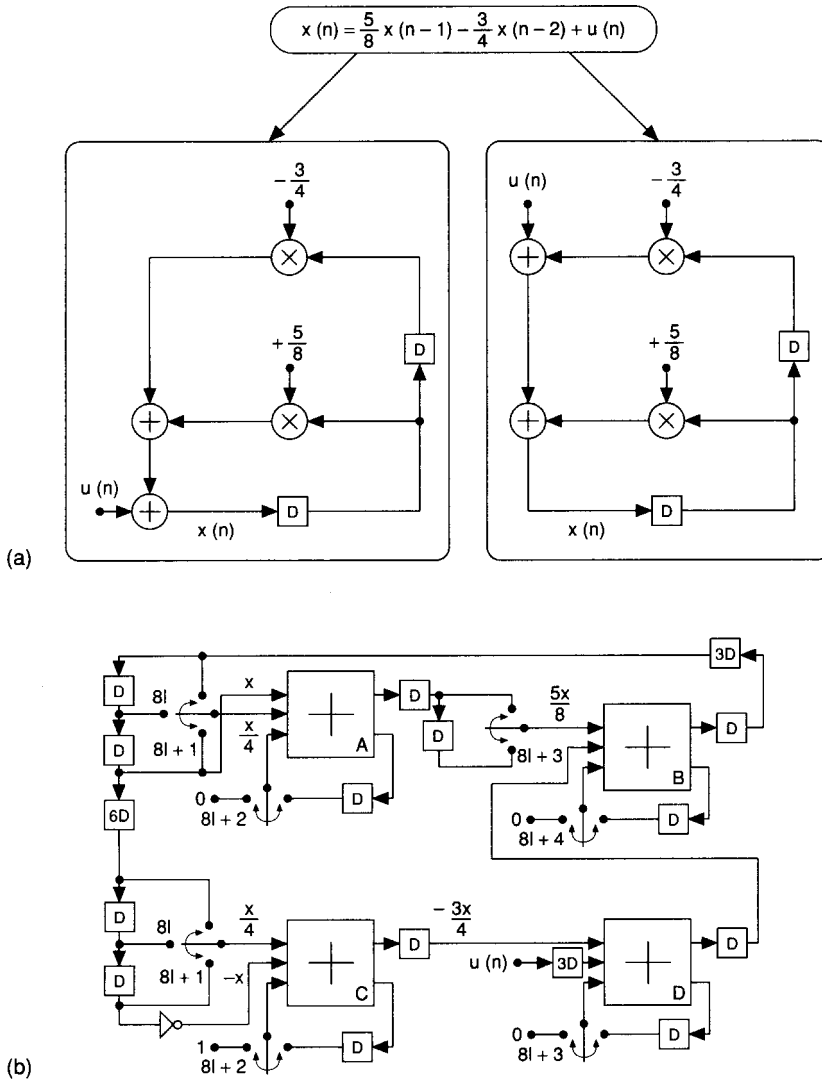 x (n) = 5/8 x (n – 1) – 3/4 x (n – 2) + u (n)
– 3/4
+ 5/8
D
u (n)
D
x (n)
u (n)
– 3/4
+ 5/8
D
D
x (n)
(a)
3D
D
8l
x
x/4
A
D
D
8l + 1
D
5x/8
8l + 3
B
D
6D
0
8l + 2
D
0
8l + 4
D
D
8l
x/4
D
8l + 1
–x
C
D
– 3x/4
u (n)
3D
D
D
1
8l + 2
D
0
8l + 3
D
(b)